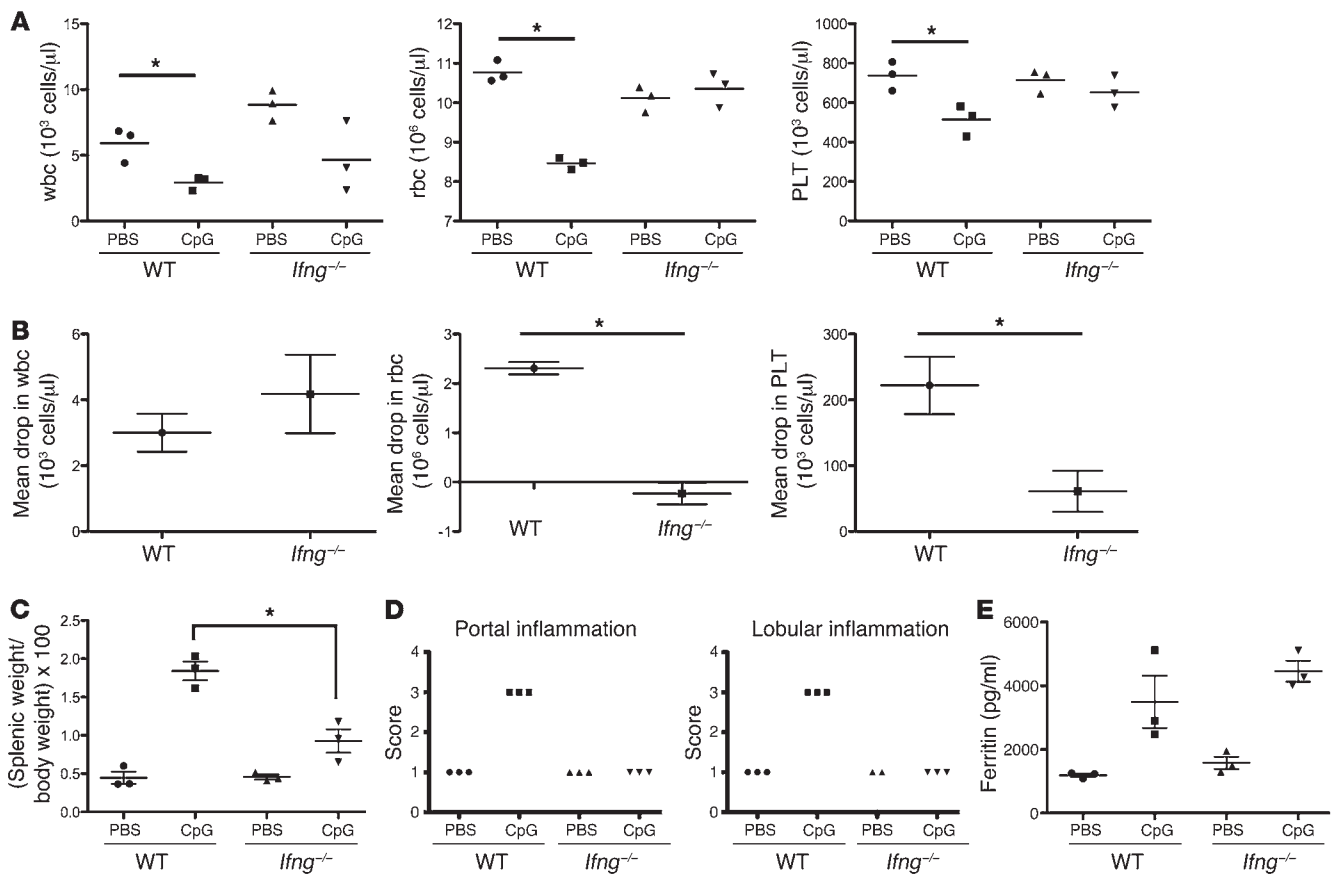 A
wbc (10³ cells/µl)
15
10
5
0
*
PBS
CpG
PBS
CpG
WT
Ifng⁻/⁻
rbc (10⁶ cells/µl)
12
11
10
9
8
7
*
PBS
CpG
PBS
CpG
WT
Ifng⁻/⁻
PLT (10³ cells/µl)
1000
800
600
400
200
0
*
PBS
CpG
PBS
CpG
WT
Ifng⁻/⁻
B
Mean drop in wbc
(10³ cells/µl)
6
4
2
0
WT
Ifng⁻/⁻
Mean drop in rbc
(10⁶ cells/µl)
3
2
1
0
-1
*
WT
Ifng⁻/⁻
Mean drop in PLT
(10³ cells/µl)
300
200
100
0
*
WT
Ifng⁻/⁻
C
(Splenic weight/
body weight) x 100
2.5
2.0
1.5
1.0
0.5
0.0
*
PBS
CpG
PBS
CpG
WT
Ifng⁻/⁻
D
Portal inflammation
Score
4
3
2
1
0
PBS
CpG
PBS
CpG
WT
Ifng⁻/⁻
Lobular inflammation
Score
4
3
2
1
0
PBS
CpG
PBS
CpG
WT
Ifng⁻/⁻
E
Ferritin (pg/ml)
6000
4000
2000
0
PBS
CpG
PBS
CpG
WT
Ifng⁻/⁻